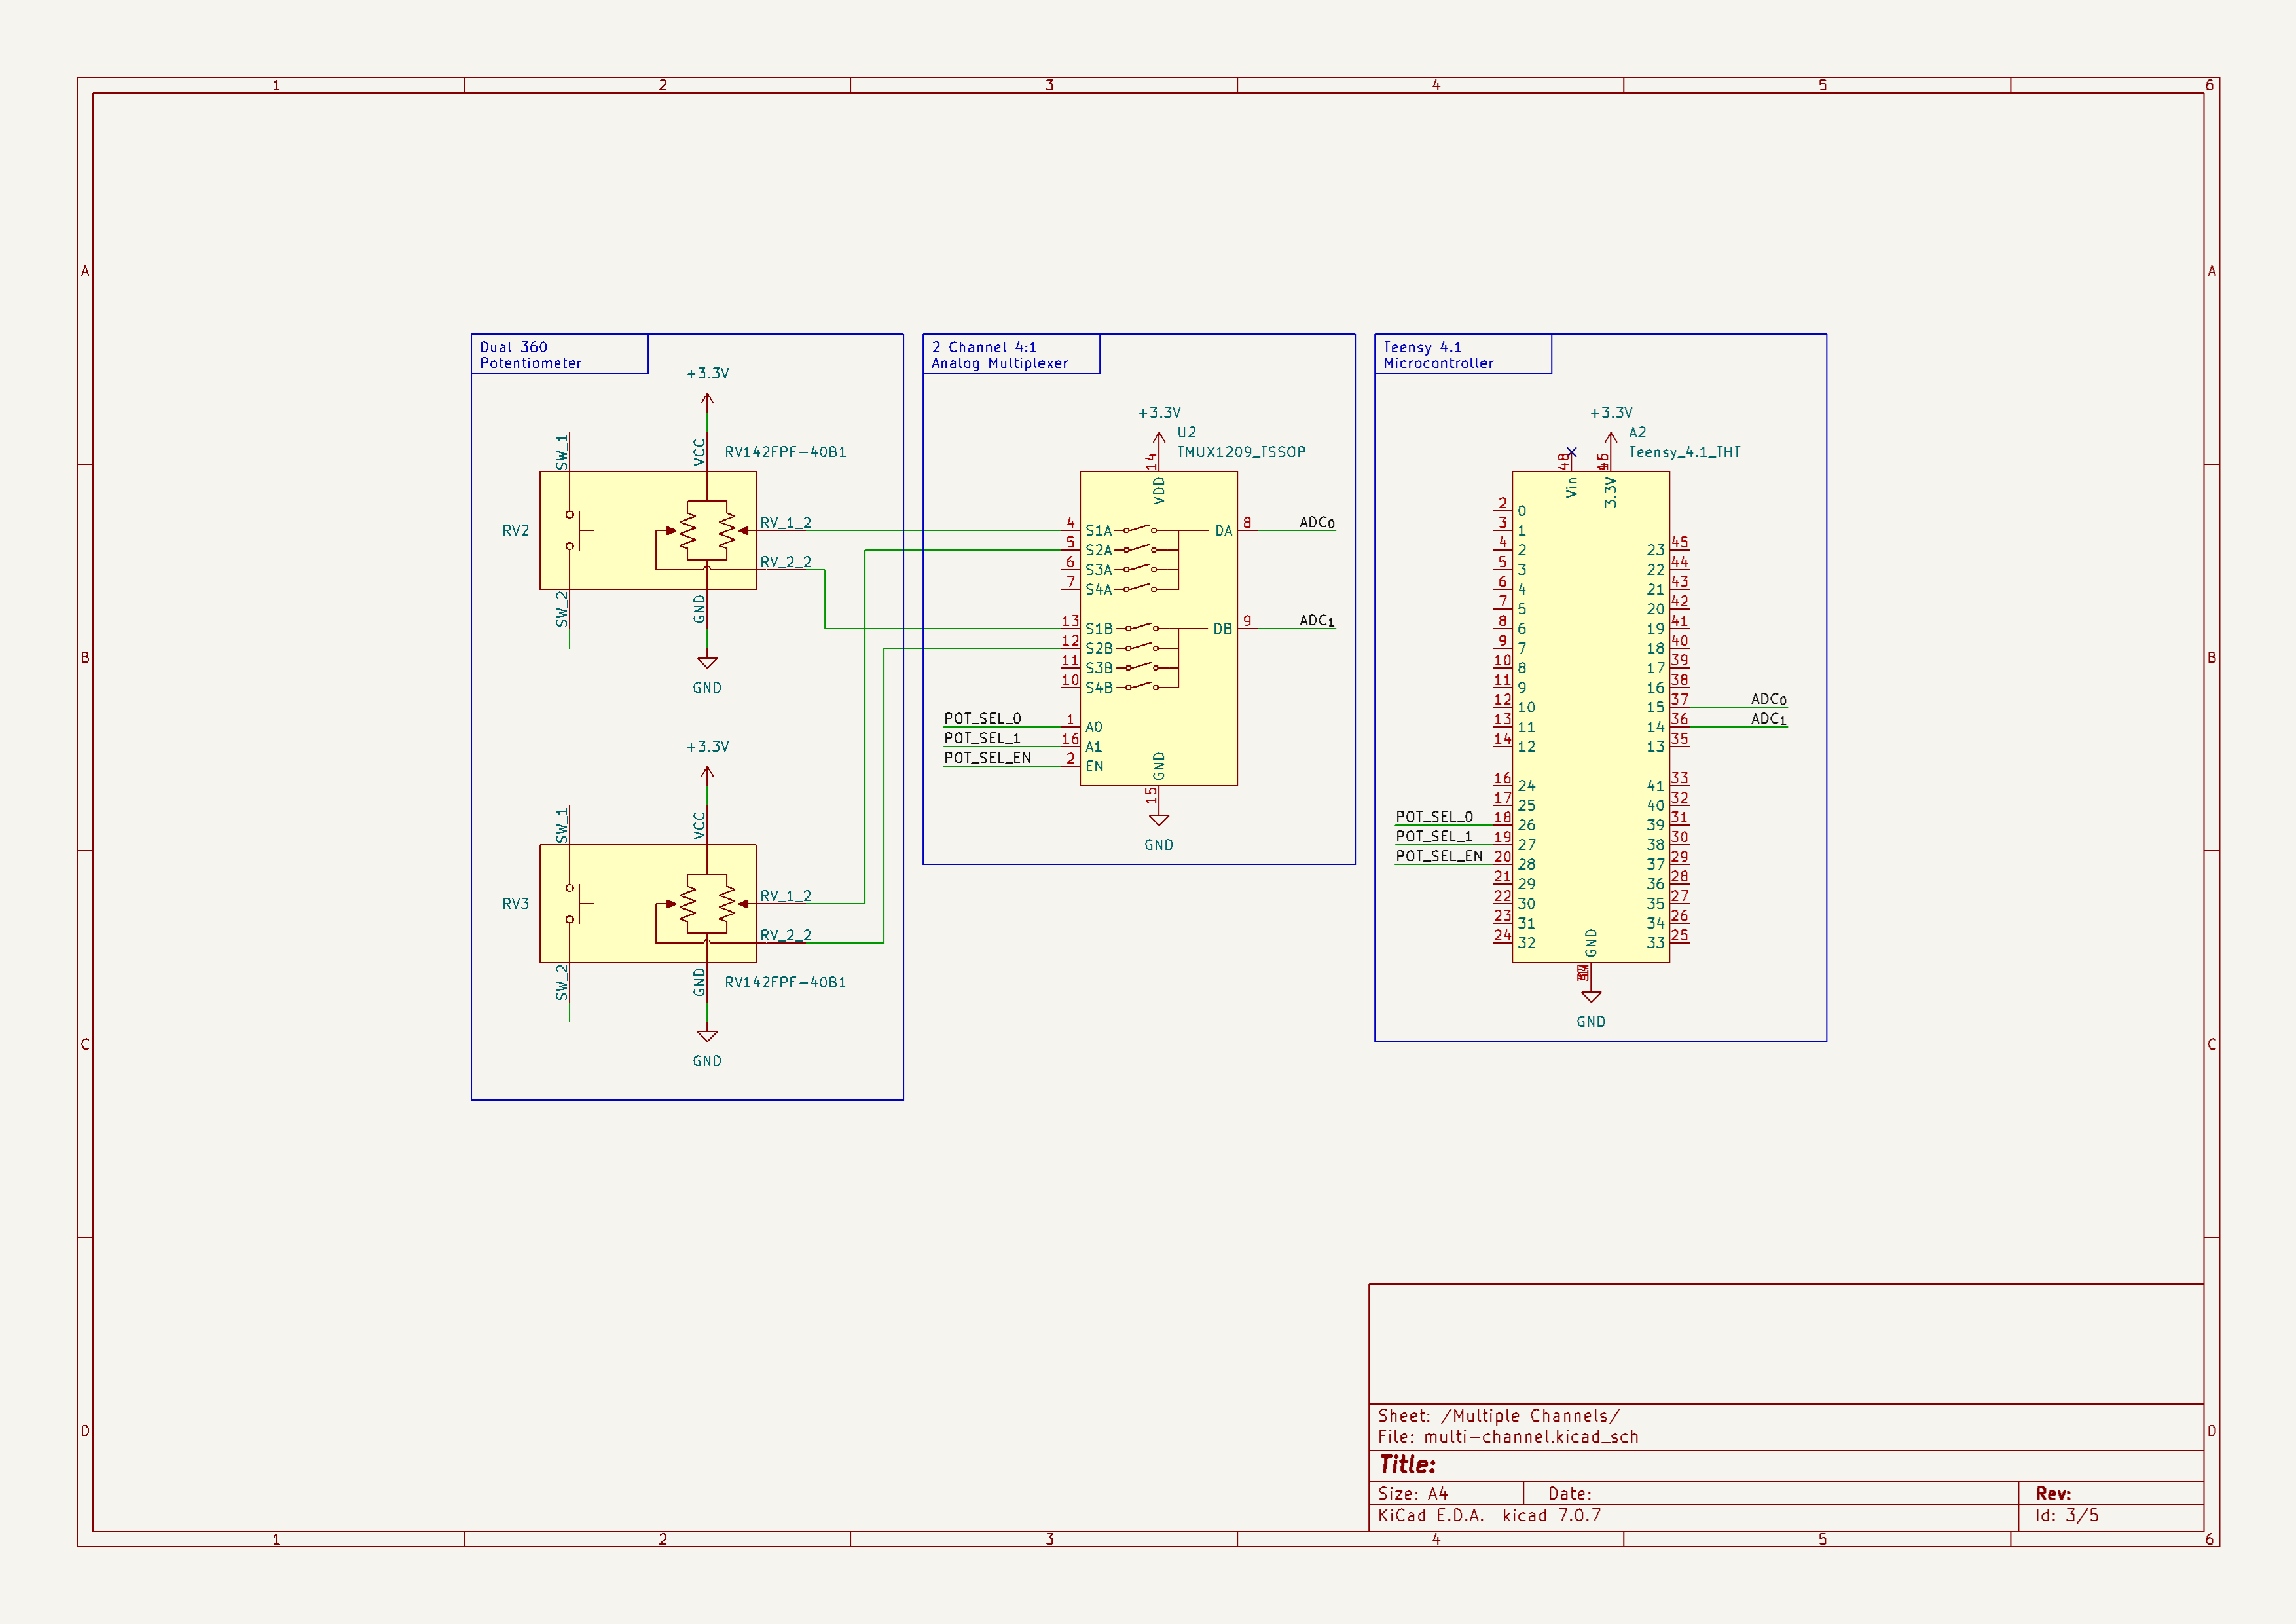 1 2 3 4 5 6
A A
B B
C C
D D
Dual 360
Potentiometer
+3.3V
SW_1
VCC
RV142FPF-40B1
RV2
RV_1_2
RV_2_2
SW_2
GND
GND
+3.3V
SW_1
VCC
RV3
RV_1_2
RV_2_2
SW_2
GND
RV142FPF-40B1
GND
2 Channel 4:1
Analog Multiplexer
+3.3V
U2
TMUX1209_TSSOP
14
VDD
4 S1A DA 8 ADC0
5 S2A
6 S3A
7 S4A
13 S1B DB 9 ADC1
12 S2B
11 S3B
10 S4B
POT_SEL_0 1 A0
POT_SEL_1 16 A1
POT_SEL_EN 2 EN
GND
15
GND
Teensy 4.1
Microcontroller
+3.3V
A2
Teensy_4.1_THT
48
Vin 3.3V
2 0
3 1
4 2 23 45
5 3 22 44
6 4 21 43
7 5 20 42
8 6 19 41
9 7 18 40
10 8 17 39
11 9 16 38
12 10 15 37 ADC0
13 11 14 36 ADC1
14 12 13 35
16 24 41 33
17 25 40 32
POT_SEL_0 18 26 39 31
POT_SEL_1 19 27 38 30
POT_SEL_EN 20 28 37 29
21 29 36 28
22 30 35 27
23 31 34 26
24 32 33 25
GND
GND
Sheet: /Multiple Channels/
File: multi-channel.kicad_sch
Title:
Size: A4 Date: Rev:
KiCad E.D.A. kicad 7.0.7 Id: 3/5
1 2 3 4 5 6